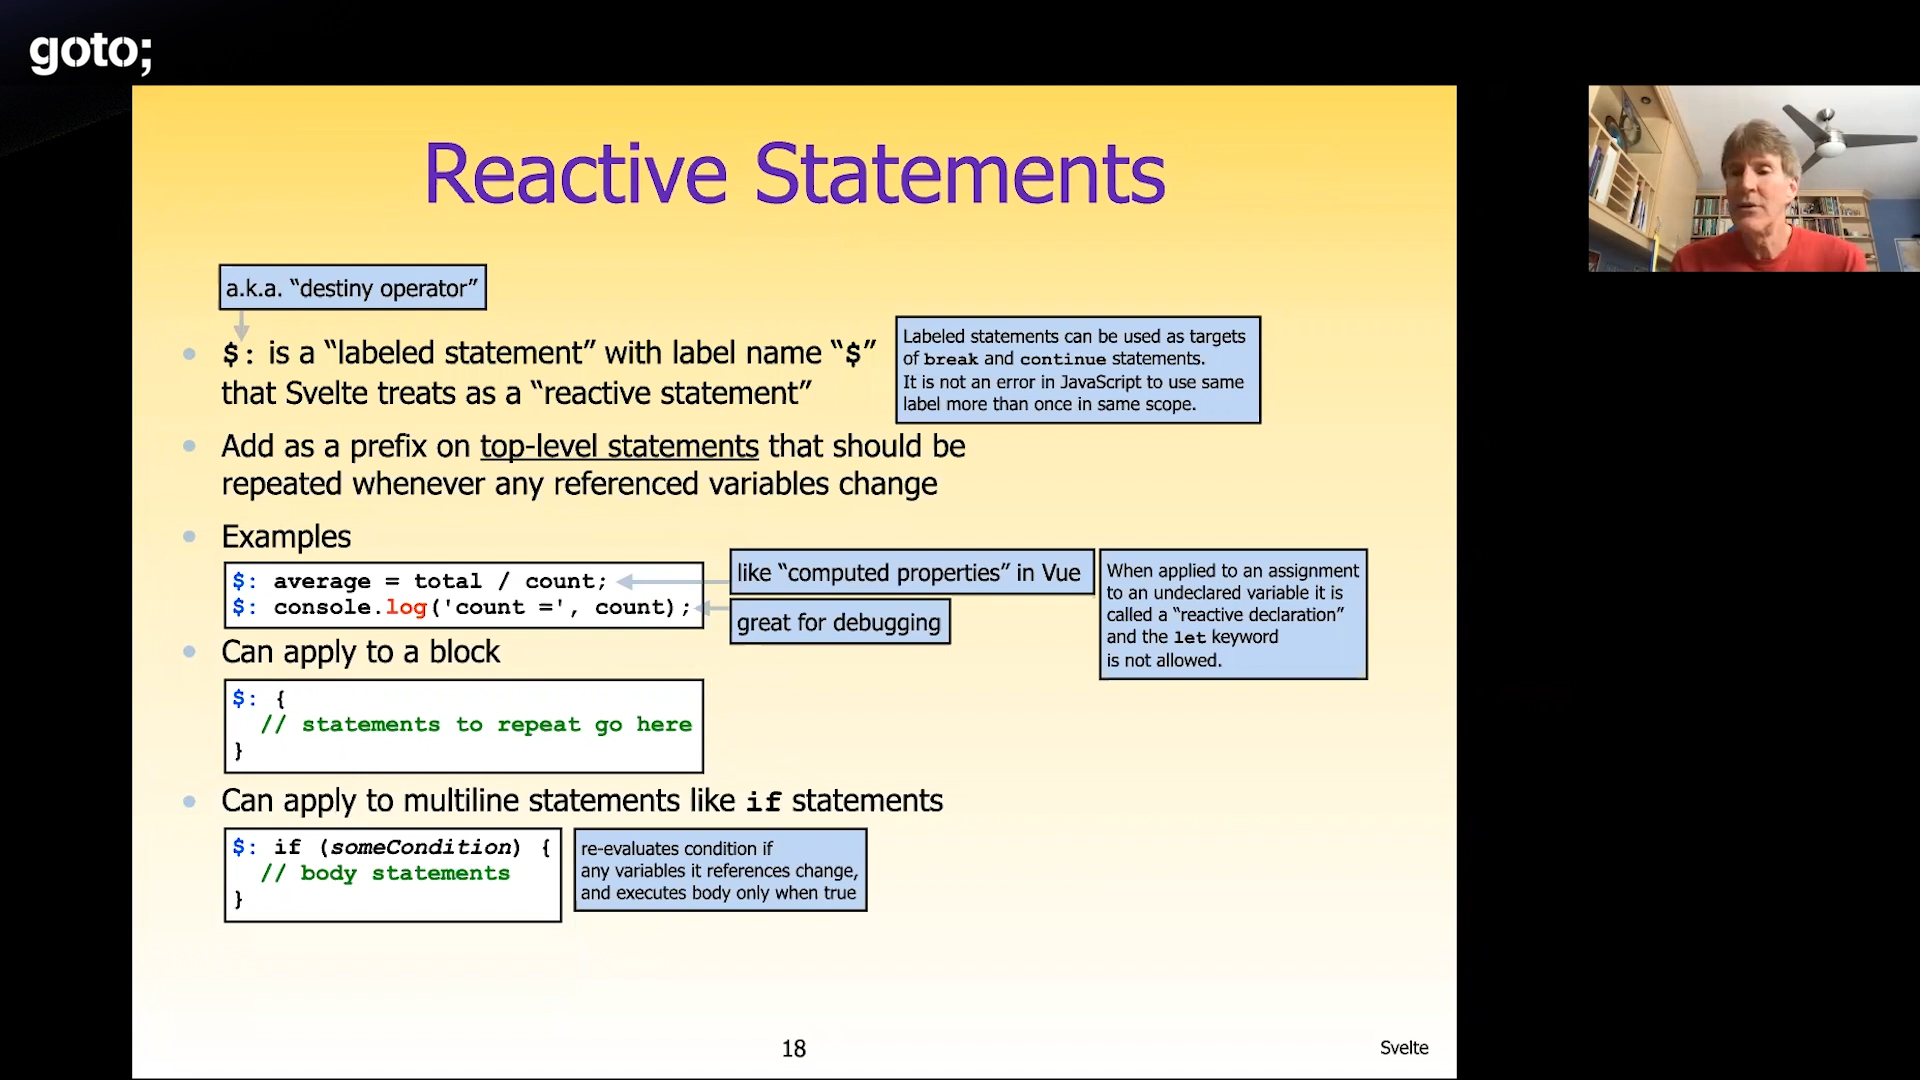 goto;
Reactive Statements
a.k.a. “destiny operator”
$: is a “labeled statement” with label name “$”
that Svelte treats as a “reactive statement”
Labeled statements can be used as targets
of break and continue statements.
It is not an error in JavaScript to use same
label more than once in same scope.
Add as a prefix on top-level statements that should be
repeated whenever any referenced variables change
Examples
$: average = total / count;
$: console.log('count =', count);
like “computed properties” in Vue
great for debugging
When applied to an assignment
to an undeclared variable it is
called a “reactive declaration”
and the let keyword
is not allowed.
Can apply to a block
$: {
// statements to repeat go here
}
Can apply to multiline statements like if statements
$: if (someCondition) {
// body statements
}
re-evaluates condition if
any variables it references change,
and executes body only when true
18
Svelte